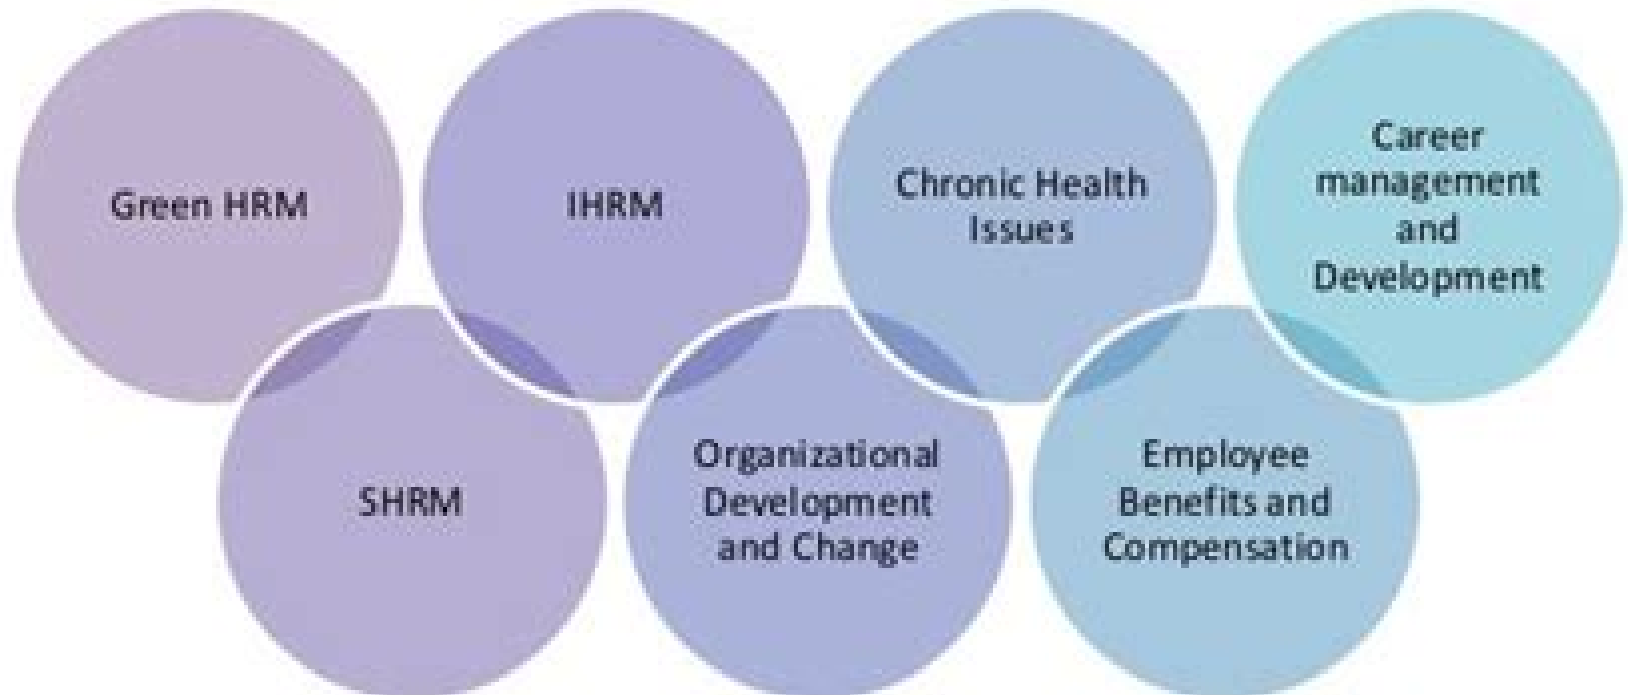 Green HRM
IHRM
Chronic Health
Issues
Career
management
and
Development
SHRM
Organizational
Development
and Change
Employee
Benefits and
Compensation